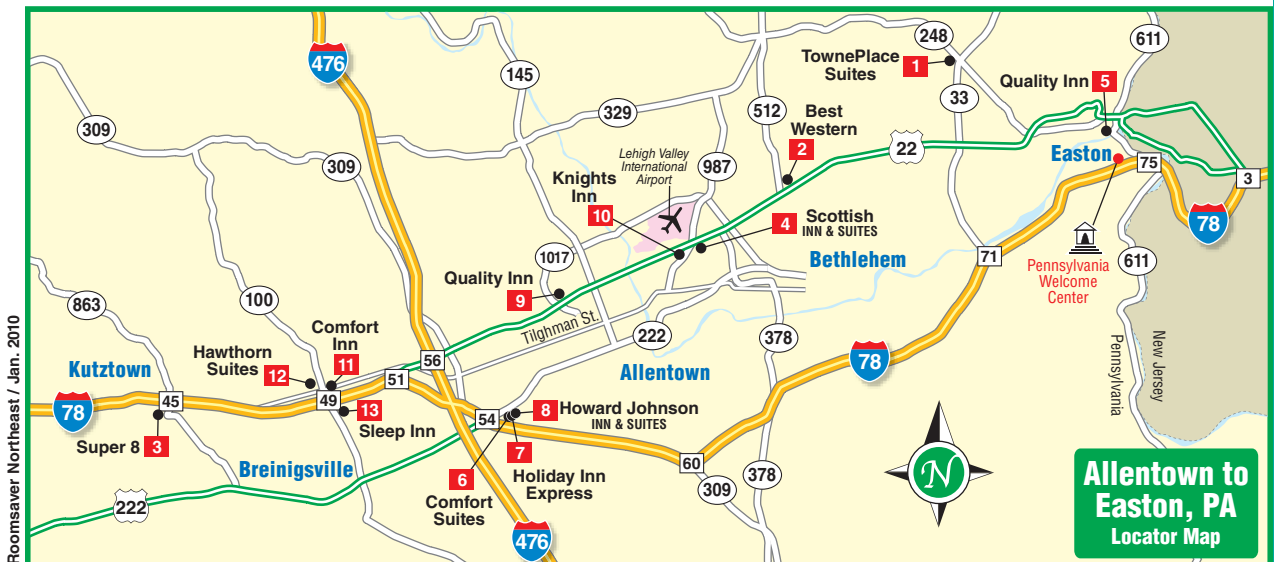 476
248
611
TownePlace
Suites
1
Quality Inn
5
145
33
309
329
512
Best
Western
2
22
Easton
75
3
309
Lehigh Valley
International
Airport
987
Knights
Inn
10
4
Scottish
INN & SUITES
78
1017
Bethlehem
71
Pennsylvania
Welcome
Center
611
Quality Inn
9
863
100
Tilghman St.
222
378
Comfort
Inn
11
56
Pennsylvania
New Jersey
Hawthorn
Suites
12
Kutztown
51
Allentown
78
78
45
49
13
Sleep Inn
54
8
Howard Johnson
INN & SUITES
Super 8
3
7
Holiday Inn
Express
6
Comfort
Suites
Breinigsville
60
309
378
N
222
476
Allentown to
Easton, PA
Locator Map
Roomsaver Northeast / Jan. 2010